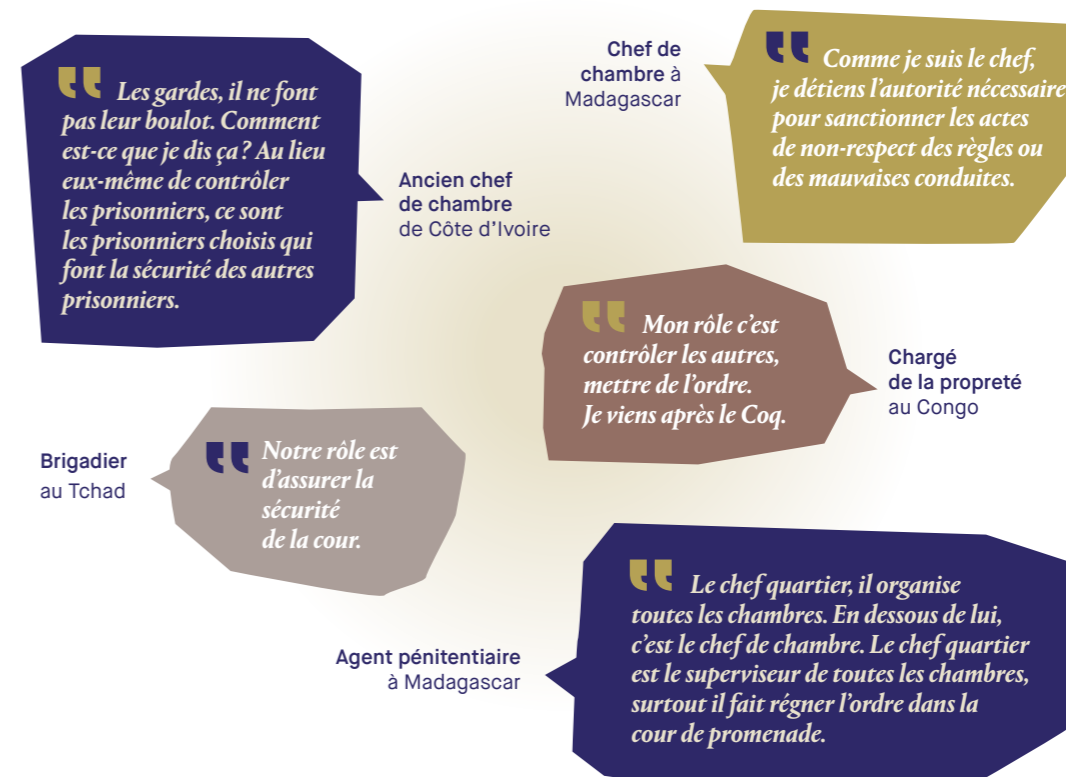 Les gardes, il ne font
pas leur boulot. Comment
est-ce que je dis ça? Au lieu
eux-même de contrôler
les prisonniers, ce sont
les prisonniers choisis qui
font la sécurité des autres
prisonniers.
Ancien chef
de chambre
de Côte d'Ivoire
Chef de
chambre à
Madagascar
Comme je suis le chef,
je détiens l'autorité nécessaire
pour sanctionner les actes
de non-respect des règles ou
des mauvaises conduites.
Mon rôle c'est
contrôler les autres,
mettre de l'ordre.
Je viens après le Coq.
Chargé
de la propreté
au Congo
Brigadier
au Tchad
Notre rôle est
d'assurer la
sécurité
de la cour.
Agent pénitentiaire
à Madagascar
Le chef quartier, il organise
toutes les chambres. En dessous de lui,
c'est le chef de chambre. Le chef quartier
est le superviseur de toutes les chambres,
surtout il fait régner l'ordre dans la
cour de promenade.